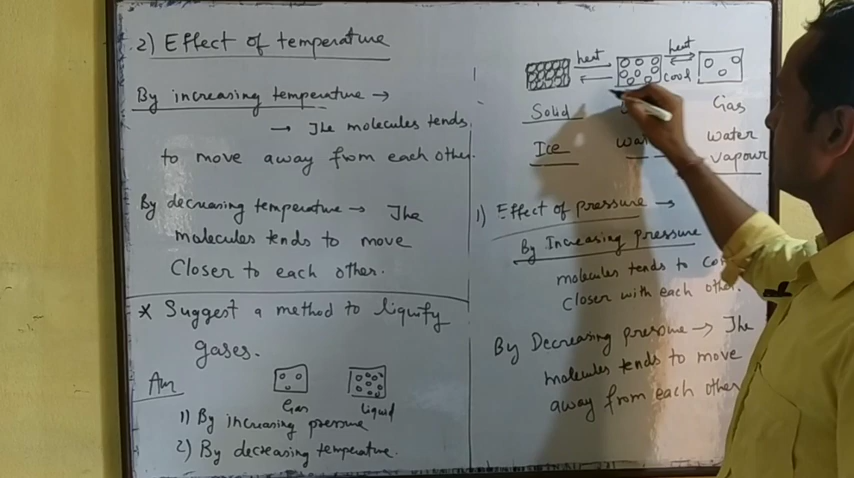 2) Effect of temperature
By increasing temperature →
→ The molecules tends
to move away from each other.
By decreasing temperature → The
molecules tends to move
Closer to each other.
* Suggest a method to liquify
gases.
Ans
Gas Liquid
1) By increasing pressure
2) By decreasing temperature.
heat heat
Cool
Solid Gas
Ice water
vapour
1) Effect of pressure →
By Increasing pressure
molecules tends to
Closer with each other.
By Decreasing pressure → The
molecules tends to move
away from each other